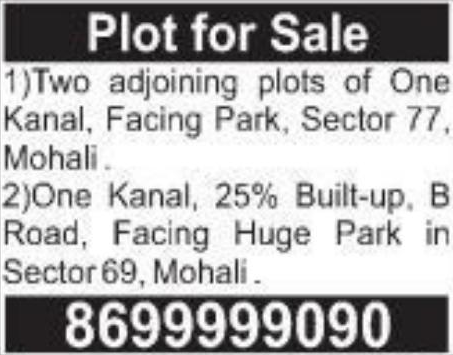 Plot for Sale
1)Two adjoining plots of One
Kanal, Facing Park, Sector 77,
Mohali.
2)One Kanal, 25% Built-up, B
Road, Facing Huge Park in
Sector 69, Mohali.
8699999090